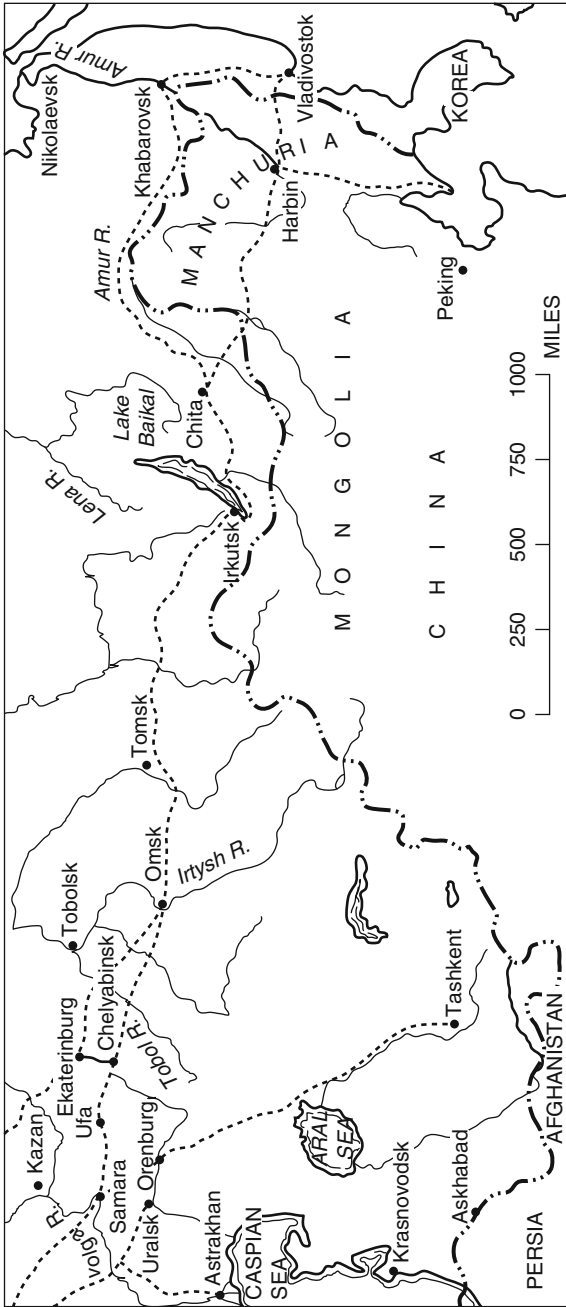 Kazan
Volga R.
Samara
Ufa
Ekaterinburg
Chelyabinsk
Tobol R.
Tobolsk
Omsk
Irtysh R.
Tomsk
Uralsk
Orenburg
Astrakhan
CASPIAN
SEA
ARAL
SEA
Krasnovodsk
Askhabad
Tashkent
PERSIA
AFGHANISTAN
Lena R.
Lake
Baikal
Irkutsk
Chita
Amur R.
Nikolaevsk
Amur R.
Khabarovsk
MANCHURIA
Harbin
Vladivostok
KOREA
Peking
MONGOLIA
CHINA
0 250 500 750 1000
MILES